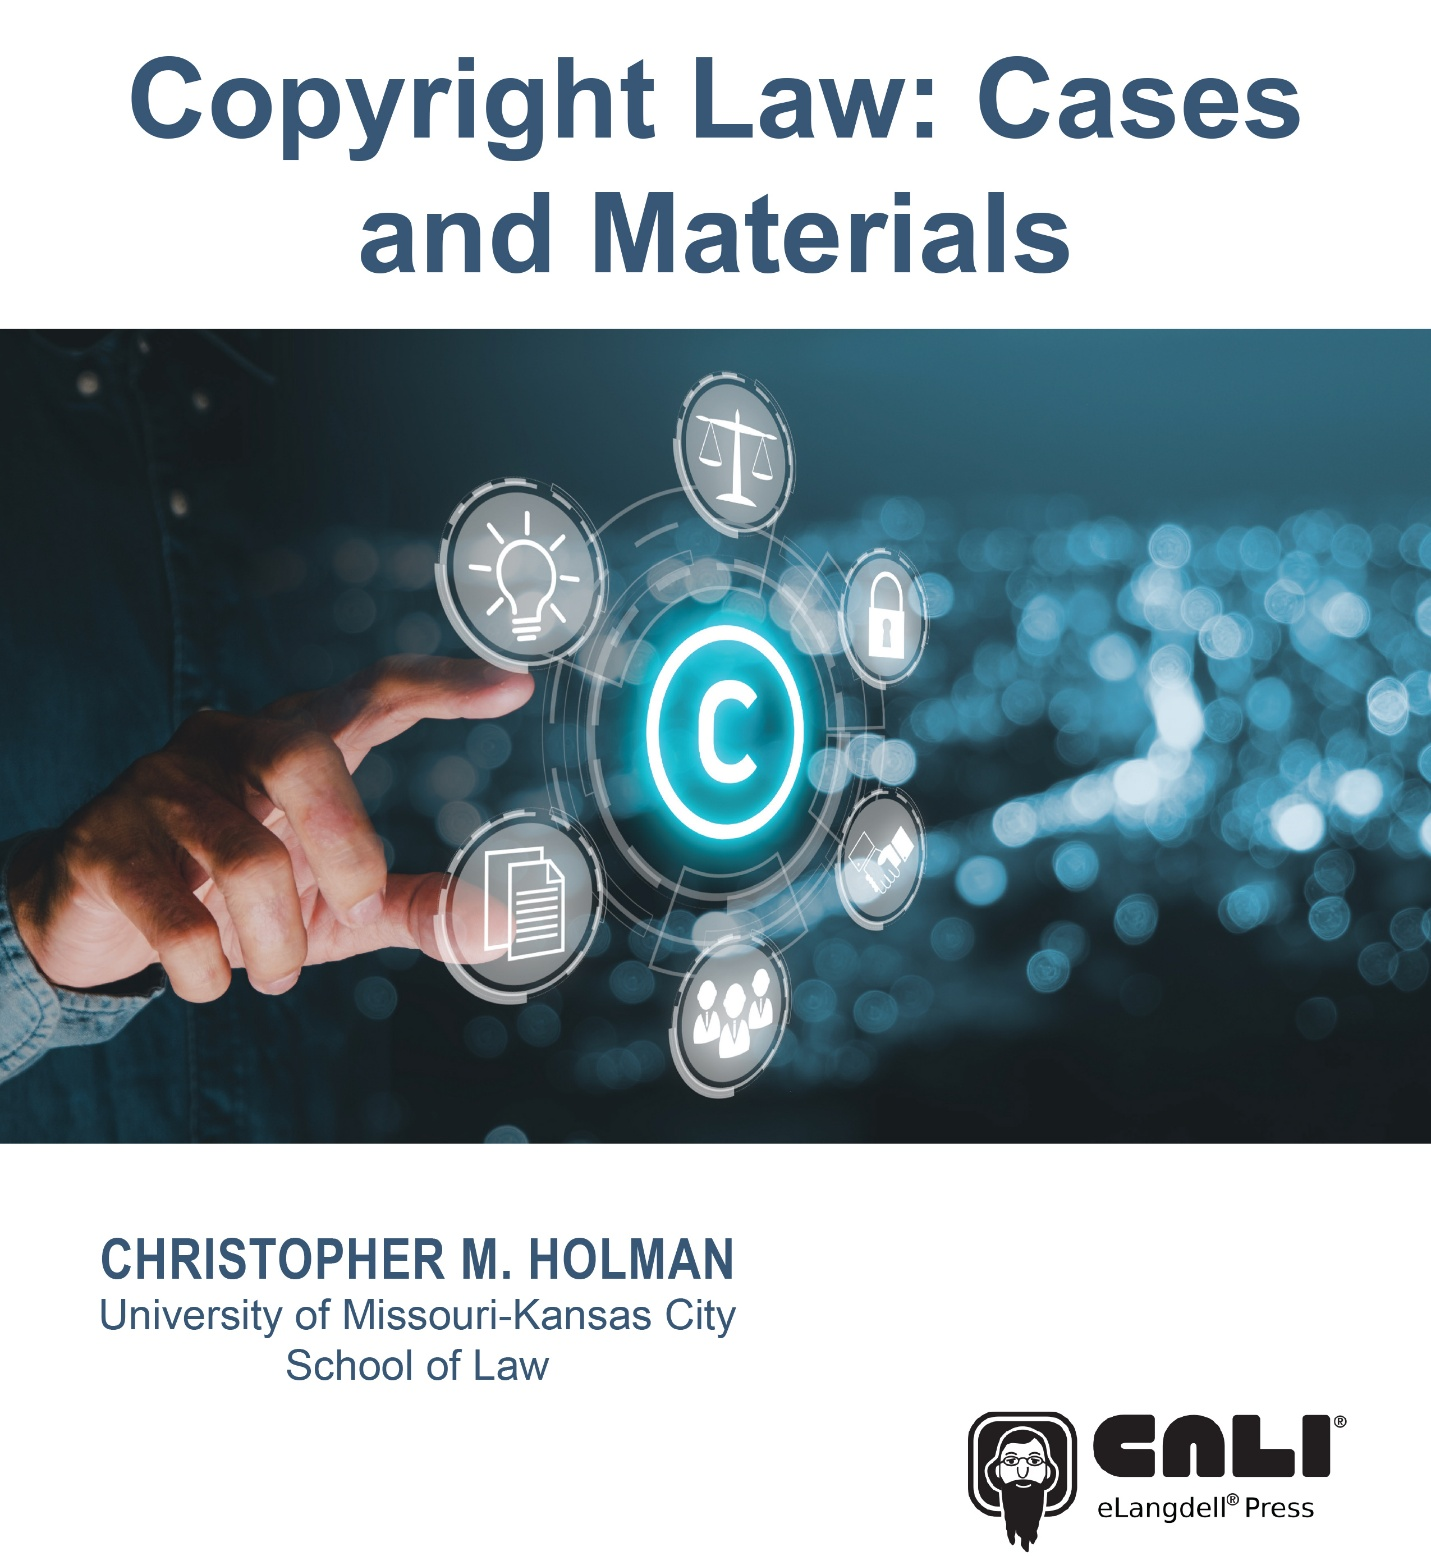 Copyright Law: Cases
and Materials
C
CHRISTOPHER M. HOLMAN
University of Missouri-Kansas City
School of Law
CALI®
eLangdell® Press